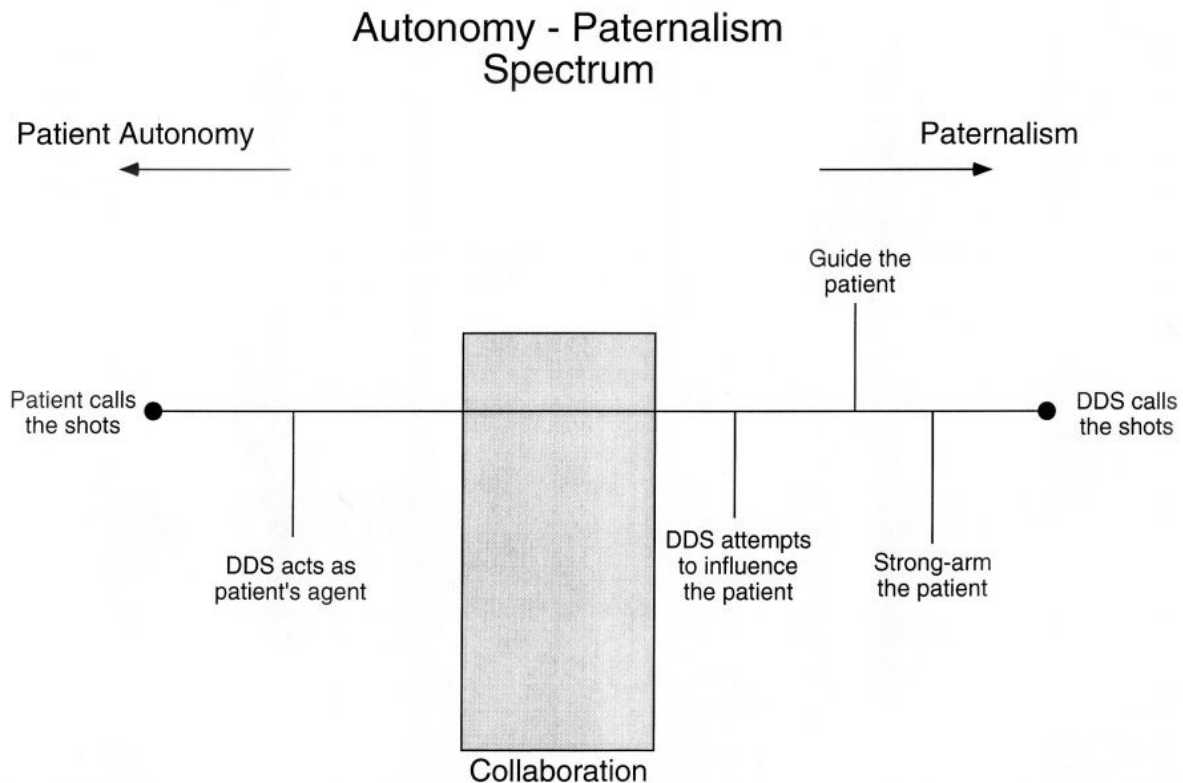 Autonomy - Paternalism
Spectrum
Patient Autonomy
Paternalism
Guide the
patient
Patient calls
the shots
DDS calls
the shots
DDS acts as
patient's agent
DDS attempts
to influence
the patient
Strong-arm
the patient
Collaboration